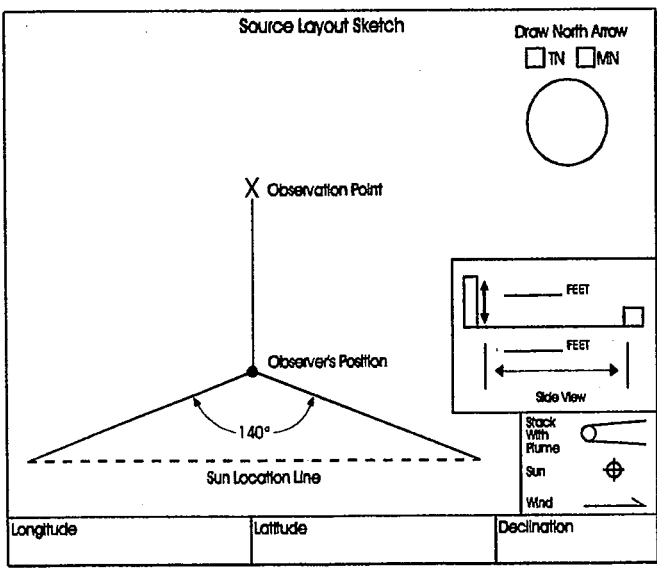 Source Layout Sketch
Draw North Arrow
TN MN
X Observation Point
FEET
FEET
Side View
Observer's Position
140°
Sun Location Line
Stack
With
Plume
Sun
Wind
Longitude
Latitude
Declination